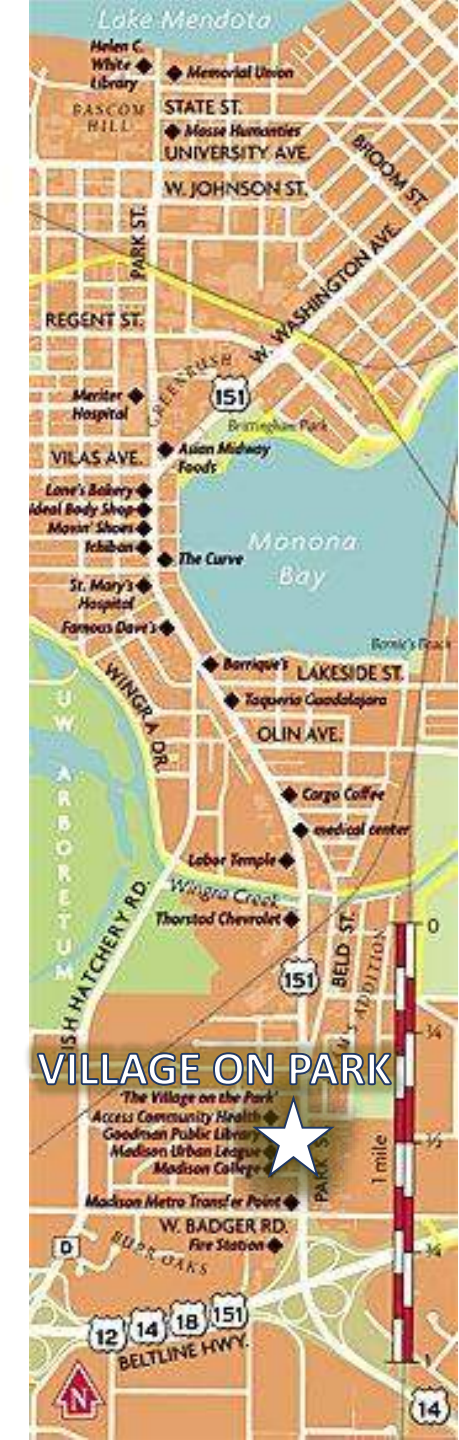 Lake Mendota
Helen C.
White
Library
Memorial Union
BASCOM
HILL
STATE ST.
Mosse Humanities
UNIVERSITY AVE.
BROOM ST.
W. JOHNSON ST.
PARK ST.
W. WASHINGTON AVE.
REGENT ST.
GREENBUSH
151
Meriter
Hospital
Brittingham Park
Asian Midway
Foods
VILAS AVE.
Lane's Bakery
Ideal Body Shop
Movin' Shoes
Ichiban
The Curve
Monona
Bay
St. Mary's
Hospital
Famous Dave's
Bernie's Beach
Barrique's
LAKESIDE ST.
WINGRA DR.
Taqueria Guadalajara
UW ARBORETUM
OLIN AVE.
Cargo Coffee
medical center
Labor Temple
Wingra Creek
Thorstad Chevrolet
0
BELD ST.
ISH HATCHERY RD.
151
M'S ADDITION
¼
VILLAGE ON PARK
'The Village on the Park'
Access Community Health
Goodman Public Library
Madison Urban League
Madison College
PARK S
1 mile
½
Madison Metro Transfer Point
W. BADGER RD.
Fire Station
D
BURR OAKS
¾
12 14 18 151
BELTLINE HWY.
1
N
14